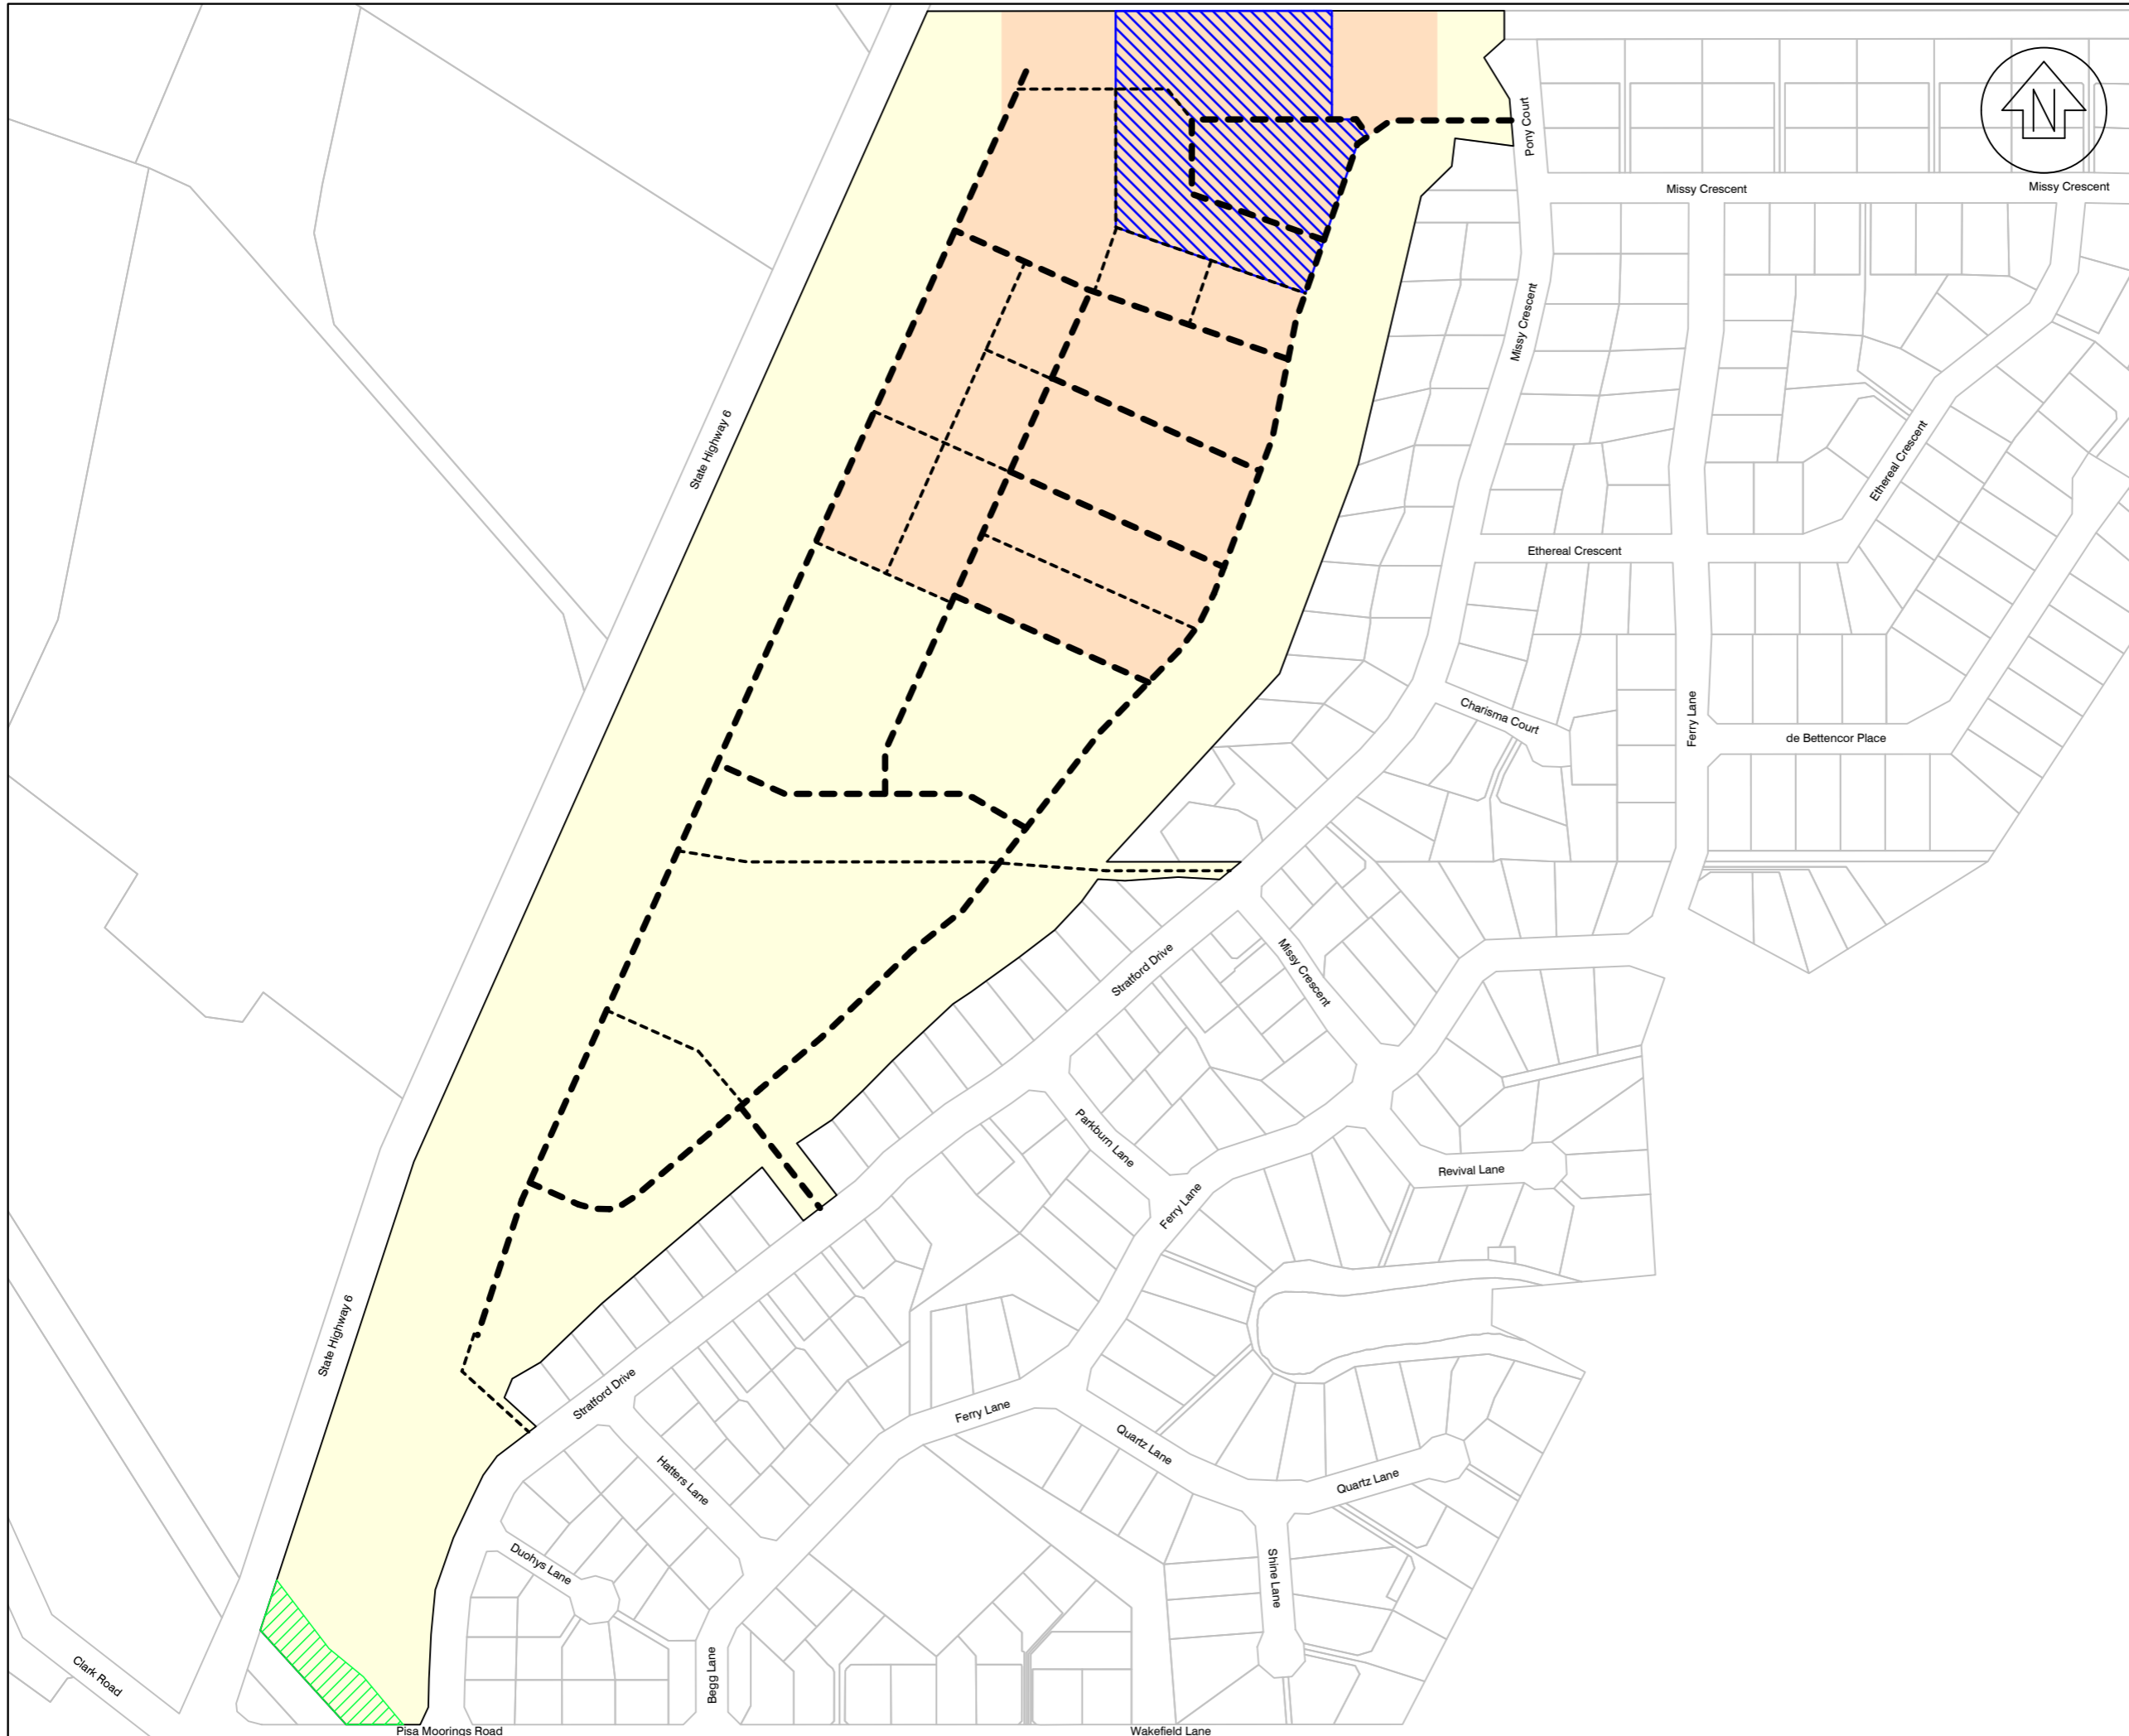 N
Pony Court
Missy Crescent
Missy Crescent
Missy Crescent
State Highway 6
Ethereal Crescent
Ethereal Crescent
Charisma Court
Ferry Lane
de Bettencor Place
Stratford Drive
Missy Crescent
Parkburn Lane
Revival Lane
Ferry Lane
State Highway 6
Stratford Drive
Ferry Lane
Quartz Lane
Quartz Lane
Hatters Lane
Duohys Lane
Shine Lane
Clark Road
Begg Lane
Pisa Moorings Road
Wakefield Lane